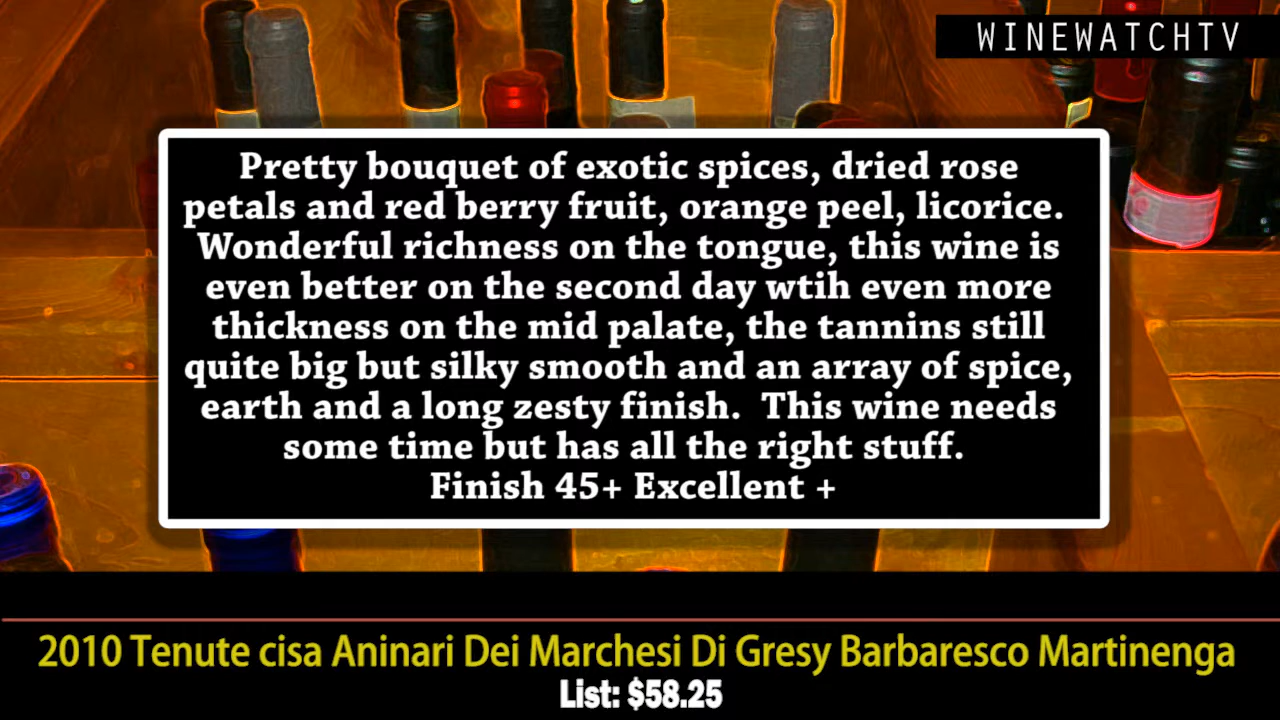 WINEWATCHTV
Pretty bouquet of exotic spices, dried rose
petals and red berry fruit, orange peel, licorice.
Wonderful richness on the tongue, this wine is
even better on the second day wtih even more
thickness on the mid palate, the tannins still
quite big but silky smooth and an array of spice,
earth and a long zesty finish.  This wine needs
some time but has all the right stuff.
Finish 45+ Excellent +
2010 Tenute cisa Aninari Dei Marchesi Di Gresy Barbaresco Martinenga
List: $58.25